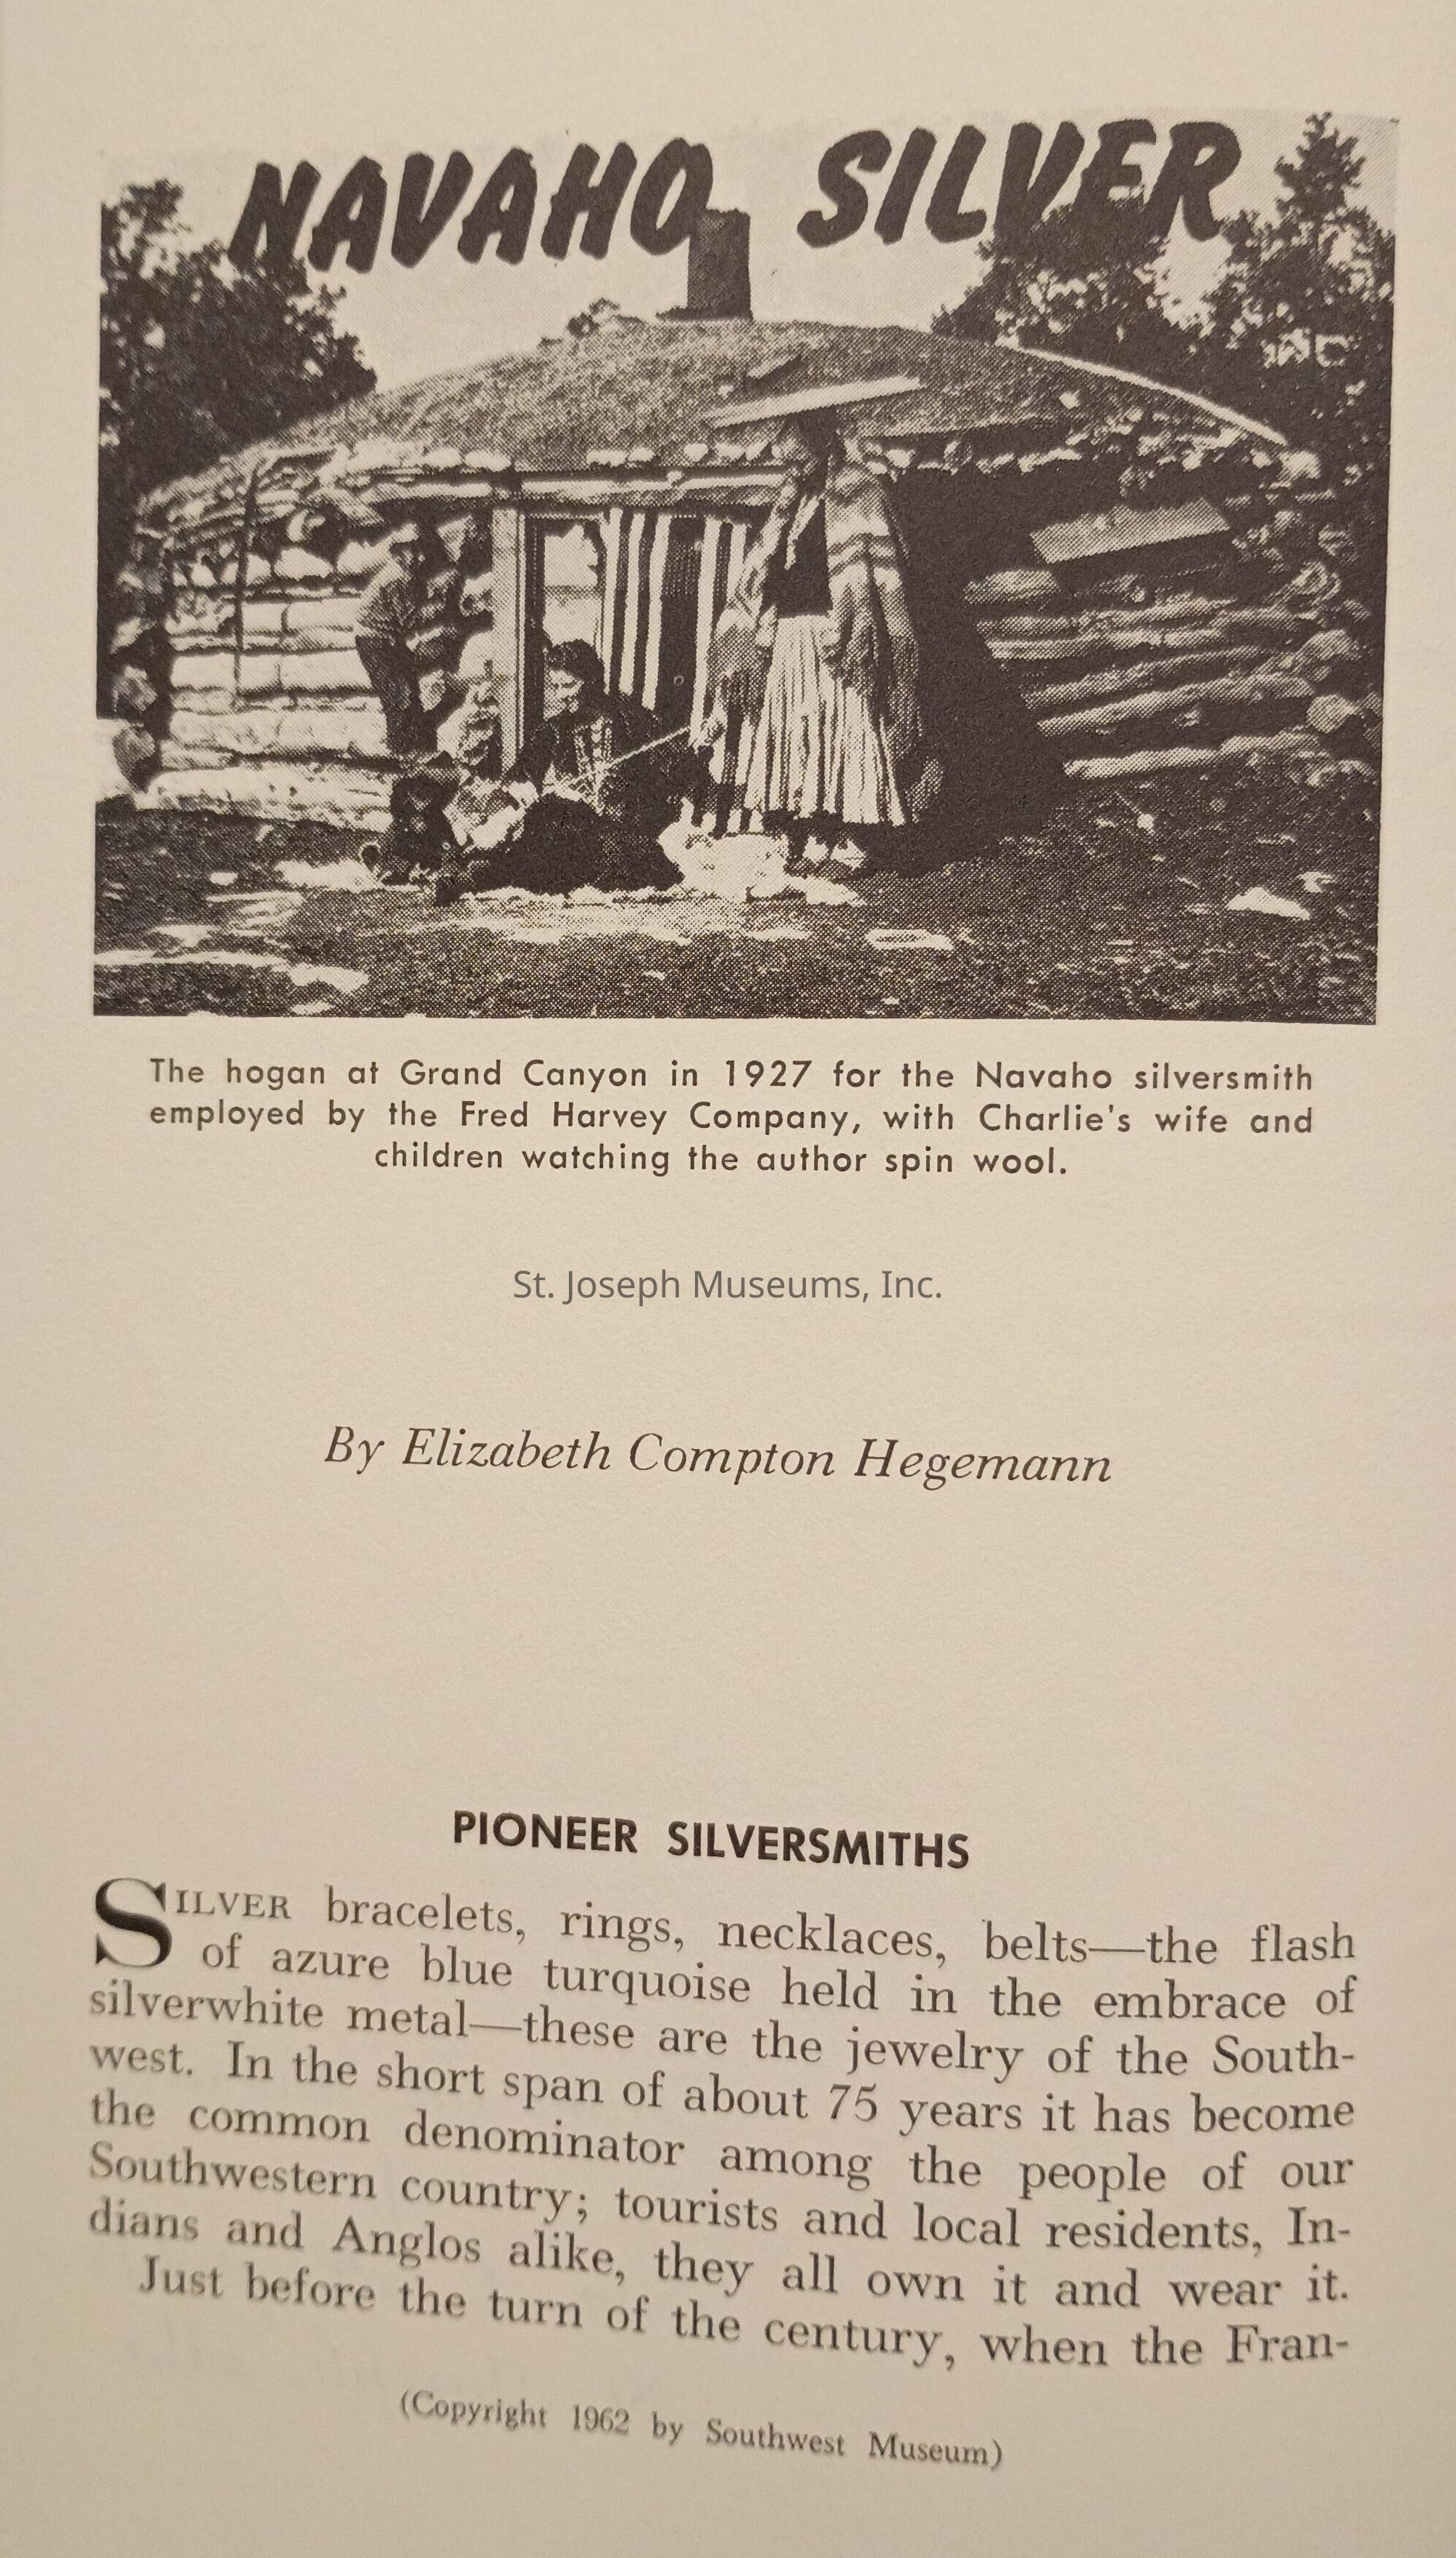 NAVAHO SILVER
The hogan at Grand Canyon in 1927 for the Navaho silversmith
employed by the Fred Harvey Company, with Charlie's wife and
children watching the author spin wool.
St. Joseph Museums, Inc.
By Elizabeth Compton Hegemann
PIONEER SILVERSMITHS
SILVER bracelets, rings, necklaces, belts—the flash
of azure blue turquoise held in the embrace of
silverwhite metal—these are the jewelry of the South-
west. In the short span of about 75 years it has become
the common denominator among the people of our
Southwestern country; tourists and local residents, In-
dians and Anglos alike, they all own it and wear it.
Just before the turn of the century, when the Fran-
(Copyright 1962 by Southwest Museum)